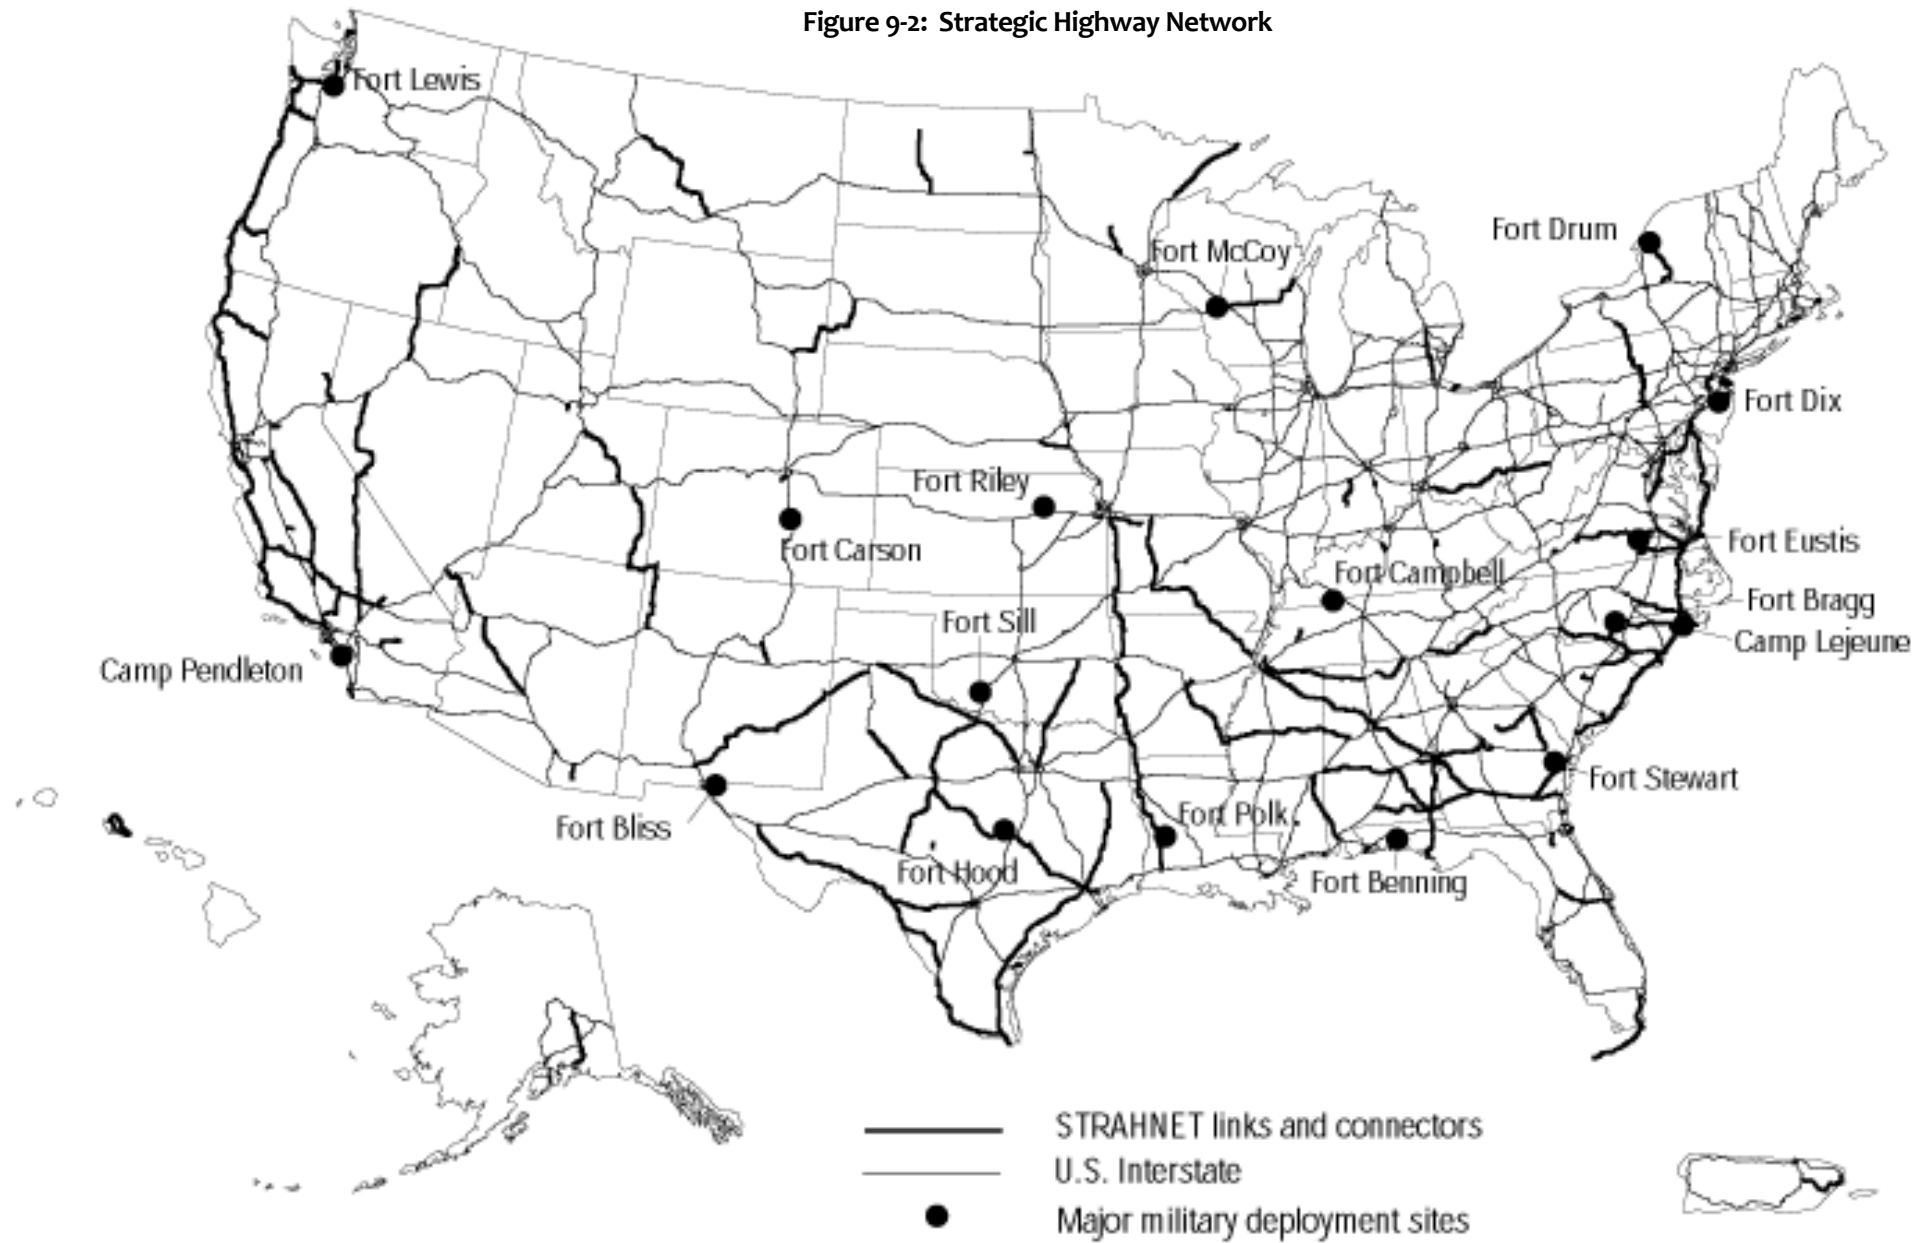 Figure 9-2: Strategic Highway Network
Fort Lewis
Fort Drum
Fort McCoy
Fort Dix
Fort Riley
Fort Carson
Fort Eustis
Fort Campbell
Fort Bragg
Fort Sill
Camp Lejeune
Camp Pendleton
Fort Stewart
Fort Polk
Fort Bliss
Fort Hood
Fort Benning
STRAHNET links and connectors
U.S. Interstate
Major military deployment sites